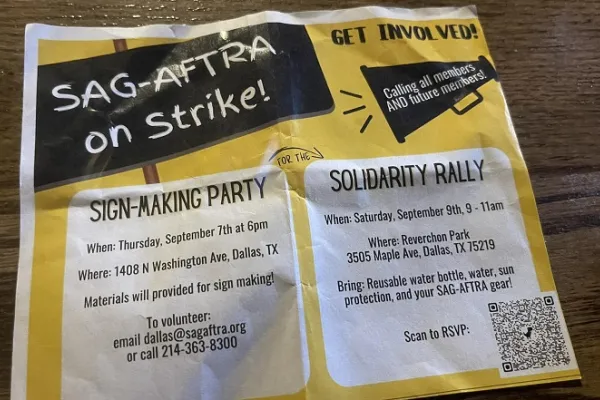 SAG-AFTRA
on Strike!
GET INVOLVED!
Calling all members
AND future members!
FOR THE
SIGN-MAKING PARTY
When: Thursday, September 7th at 6pm
Where: 1408 N Washington Ave, Dallas, TX
Materials will provided for sign making!
To volunteer:
email dallas@sagaftra.org
or call 214-363-8300
SOLIDARITY RALLY
When: Saturday, September 9th, 9 - 11am
Where: Reverchon Park
3505 Maple Ave, Dallas, TX 75219
Bring: Reusable water bottle, water, sun
protection, and your SAG-AFTRA gear!
Scan to RSVP: